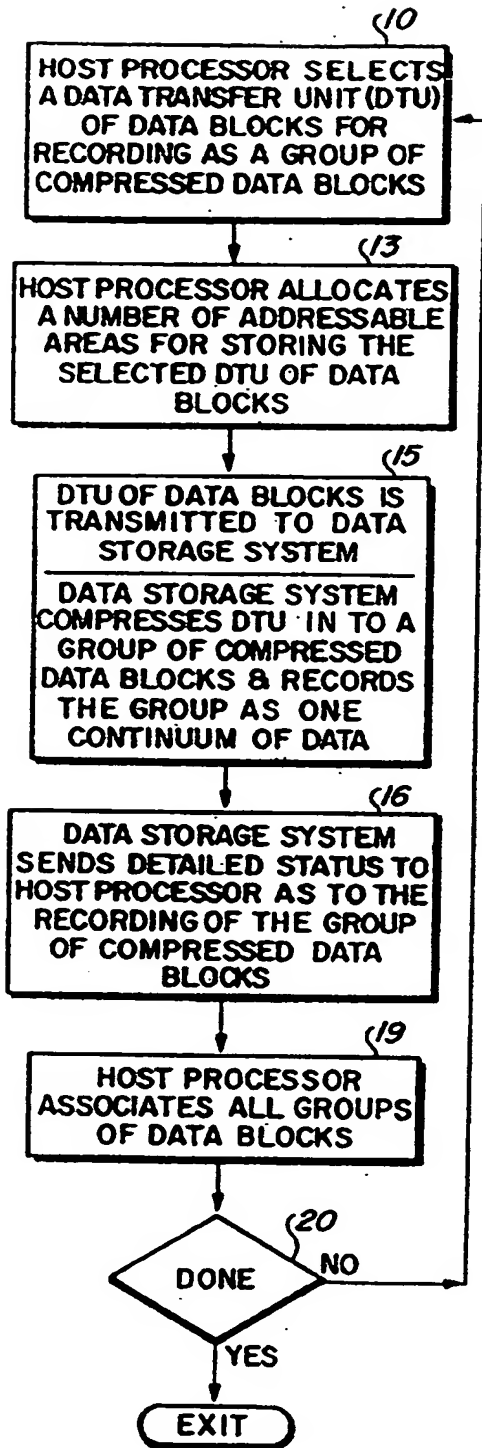 10
HOST PROCESSOR SELECTS
A DATA TRANSFER UNIT (DTU)
OF DATA BLOCKS FOR
RECORDING AS A GROUP OF
COMPRESSED DATA BLOCKS
13
HOST PROCESSOR ALLOCATES
A NUMBER OF ADDRESSABLE
AREAS FOR STORING THE
SELECTED DTU OF DATA
BLOCKS
15
DTU OF DATA BLOCKS IS
TRANSMITTED TO DATA
STORAGE SYSTEM
DATA STORAGE SYSTEM
COMPRESSES DTU IN TO A
GROUP OF COMPRESSED
DATA BLOCKS & RECORDS
THE GROUP AS ONE
CONTINUUM OF DATA
16
DATA STORAGE SYSTEM
SENDS DETAILED STATUS TO
HOST PROCESSOR AS TO THE
RECORDING OF THE GROUP
OF COMPRESSED DATA
BLOCKS
19
HOST PROCESSOR
ASSOCIATES ALL GROUPS
OF DATA BLOCKS
20
DONE
NO
YES
EXIT